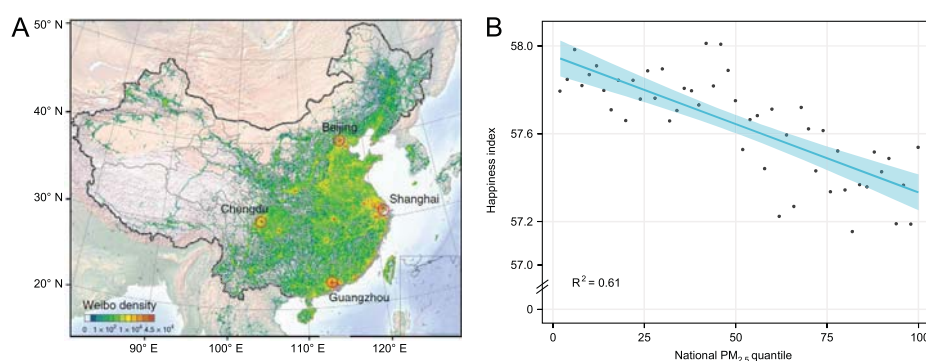 A
50° N
40° N
30° N
20° N
Beijing
Shanghai
Chengdu
Guangzhou
Weibo density
0 1 × 10² 1 × 10³ 4.5 × 10⁴
90° E 100° E 110° E 120° E
B
Happiness index
58.0
57.6
57.2
57.0
0
R² = 0.61
0 25 50 75 100
National PM₂.₅ quantile